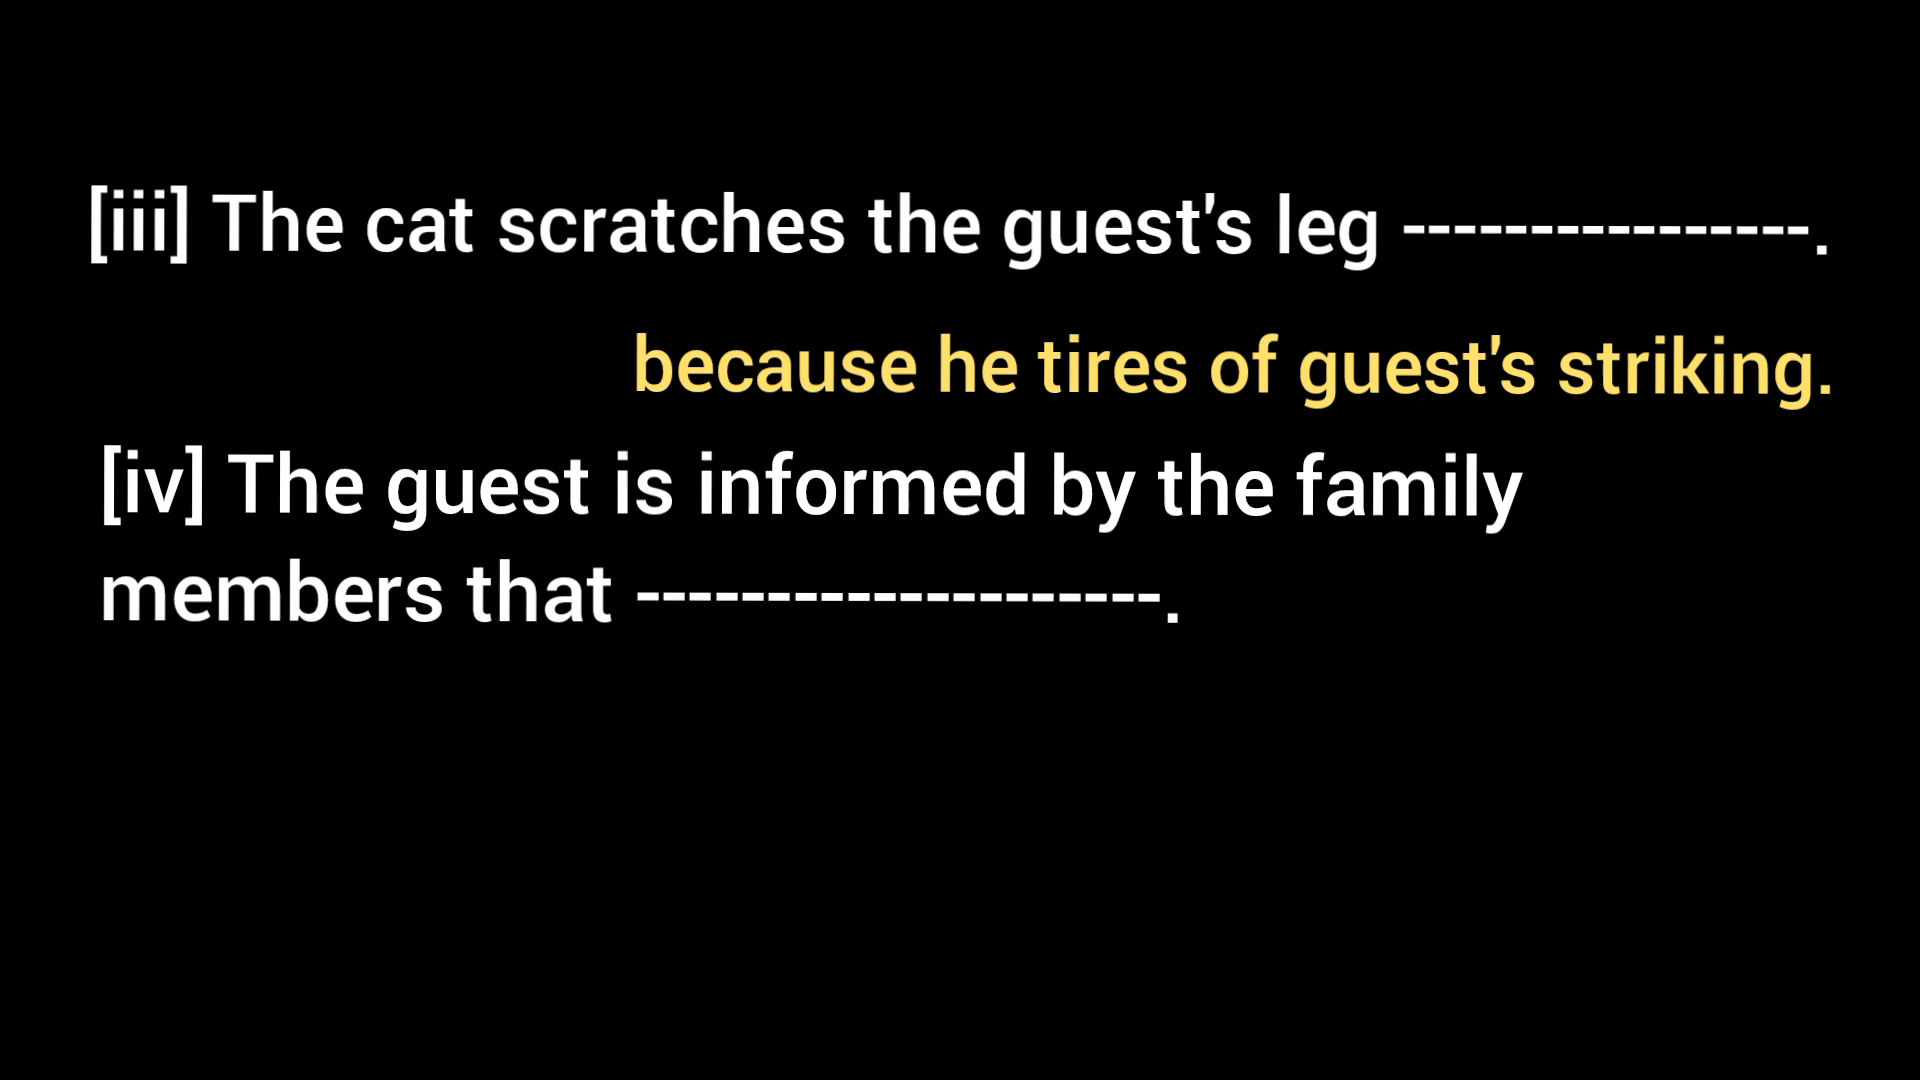 [iii] The cat scratches the guest's leg ----------------.
because he tires of guest's striking.
[iv] The guest is informed by the family
members that --------------------.